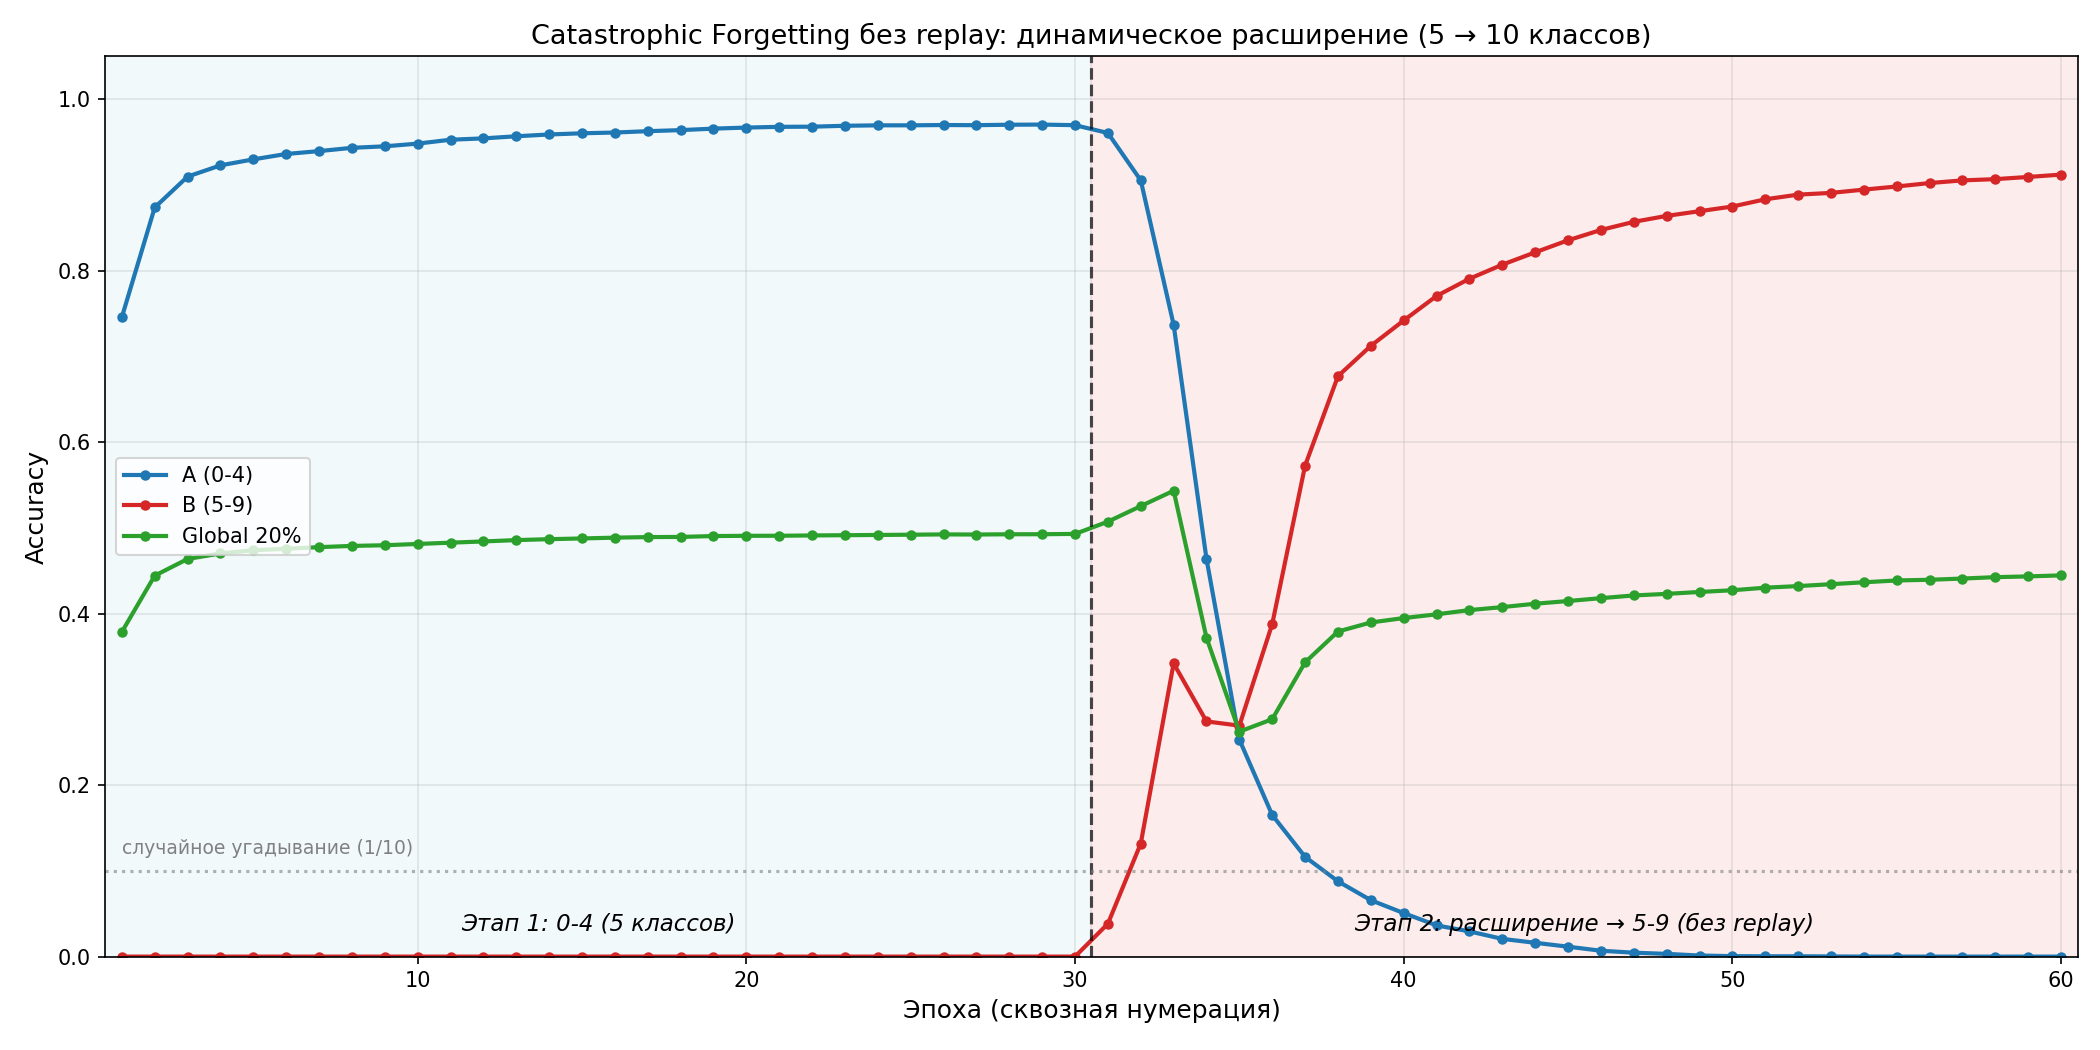 Catastrophic Forgetting без replay: динамическое расширение (5 → 10 классов)
Accuracy
1.0
0.8
0.6
0.4
0.2
0.0
A (0-4)
B (5-9)
Global 20%
случайное угадывание (1/10)
Этап 1: 0-4 (5 классов)
Этап 2: расширение → 5-9 (без replay)
10
20
30
40
50
60
Эпоха (сквозная нумерация)